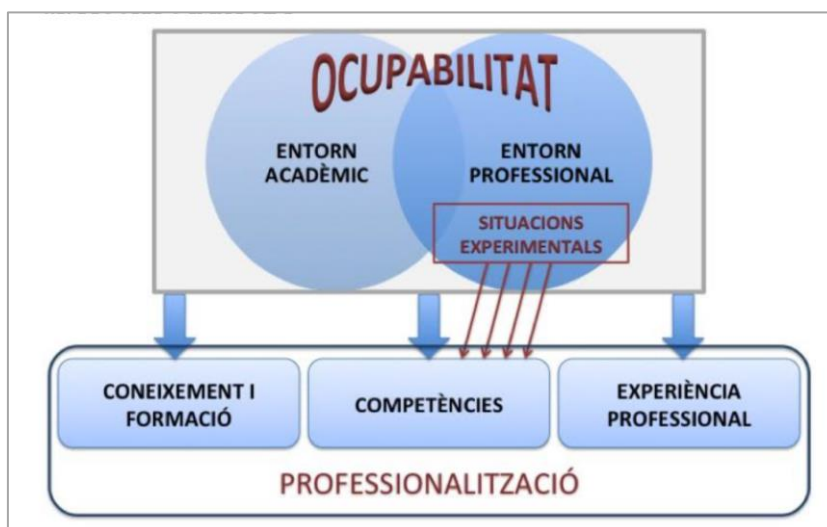 OCUPABILITAT
ENTORN
ACADÈMIC
ENTORN
PROFESSIONAL
SITUACIONS
EXPERIMENTALS
CONEIXEMENT I
FORMACIÓ
COMPETÈNCIES
EXPERIÈNCIA
PROFESSIONAL
PROFESSIONALITZACIÓ